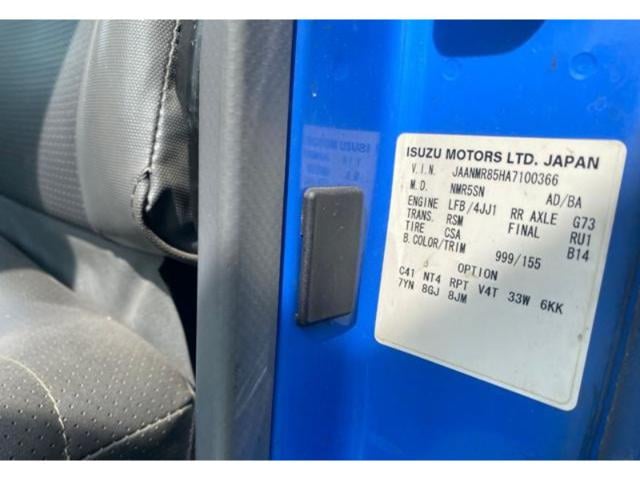 ISUZU MOTORS LTD. JAPAN
V.I.N. JAANMR85HA7100366
M.D. NMR5SN AD/BA
ENGINE LFB/4JJ1 RR AXLE G73
TRANS. RSM FINAL RU1
TIRE CSA B14
B.COLOR/TRIM 999/155
OPTION
C41 NT4 RPT V4T 33W 6KK
7YN 8GJ 8JM